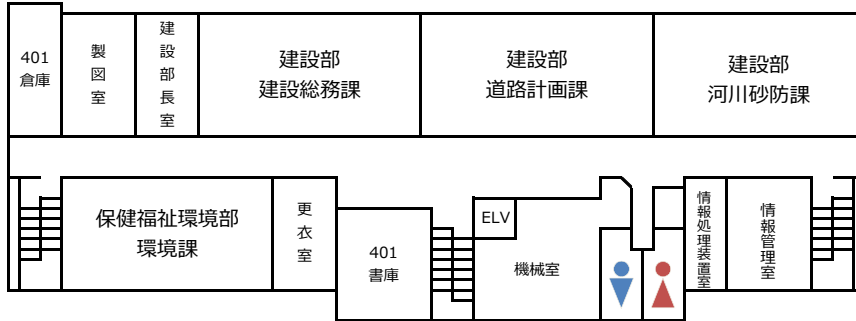 401
倉庫
製図室
建設部長室
建設部
建設総務課
建設部
道路計画課
建設部
河川砂防課
保健福祉環境部
環境課
更衣室
401
書庫
ELV
機械室
情報処理装置室
情報管理室